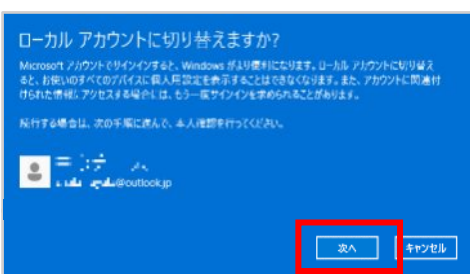 ローカル アカウントに切り替えますか?
Microsoft アカウントでサインインすると、Windows がより便利になります。ローカル アカウントに切り替え
ると、お使いのすべてのデバイスに個人用設定を表示することはできなくなります。また、アカウントに関連付
けられた情報にアクセスする場合には、もう一度サインインを求められることがあります。
続行する場合は、次の手順に進んで、本人確認を行ってください。
@outlook.jp
次へ
キャンセル